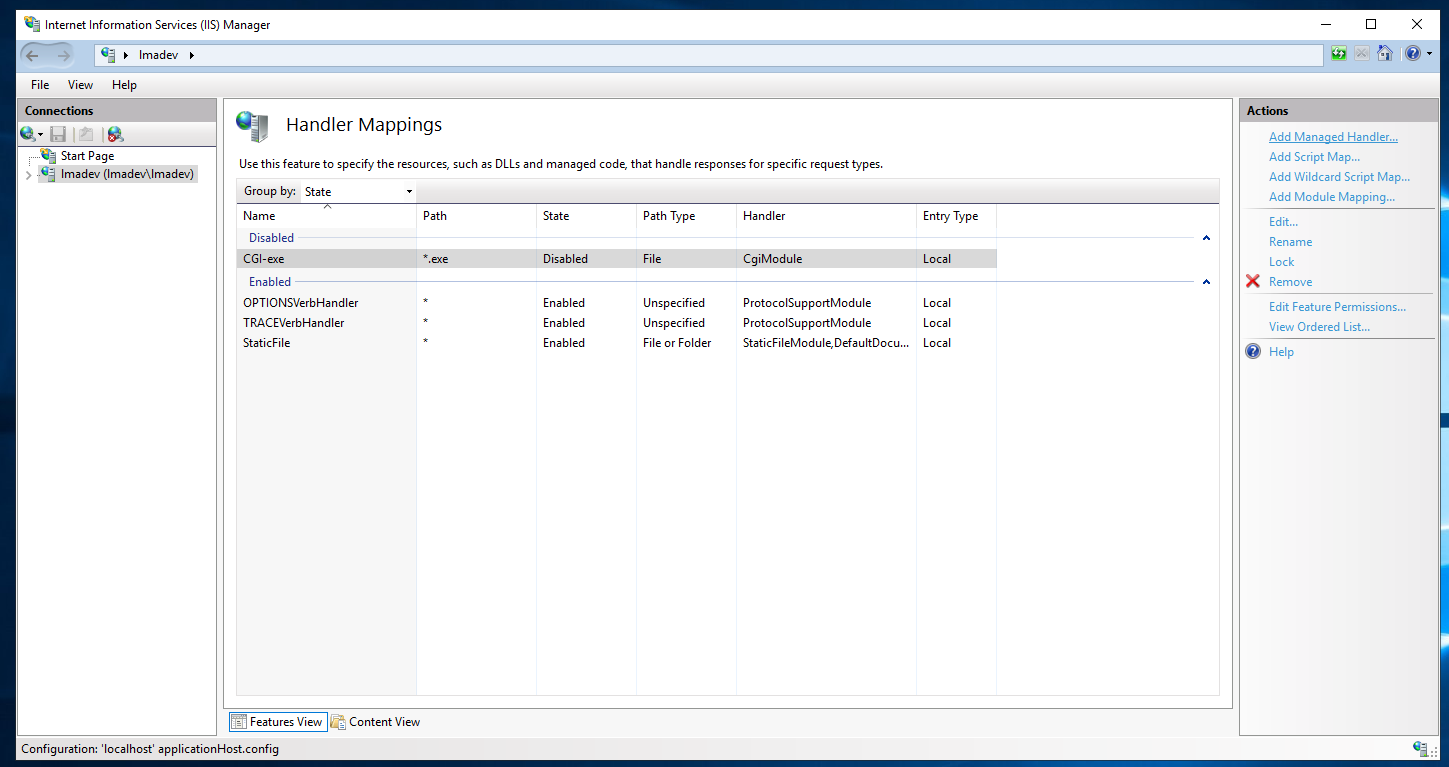 Internet Information Services (IIS) Manager
Imadev
File View Help
Connections
Start Page
Imadev (Imadev\Imadev)
Handler Mappings
Use this feature to specify the resources, such as DLLs and managed code, that handle responses for specific request types.
Group by: State
Name Path State Path Type Handler Entry Type
Disabled
CGI-exe *.exe Disabled File CgiModule Local
Enabled
OPTIONSVerbHandler * Enabled Unspecified ProtocolSupportModule Local
TRACEVerbHandler * Enabled Unspecified ProtocolSupportModule Local
StaticFile * Enabled File or Folder StaticFileModule,DefaultDocu... Local
Features View Content View
Actions
Add Managed Handler...
Add Script Map...
Add Wildcard Script Map...
Add Module Mapping...
Edit...
Rename
Lock
Remove
Edit Feature Permissions...
View Ordered List...
Help
Configuration: 'localhost' applicationHost.config